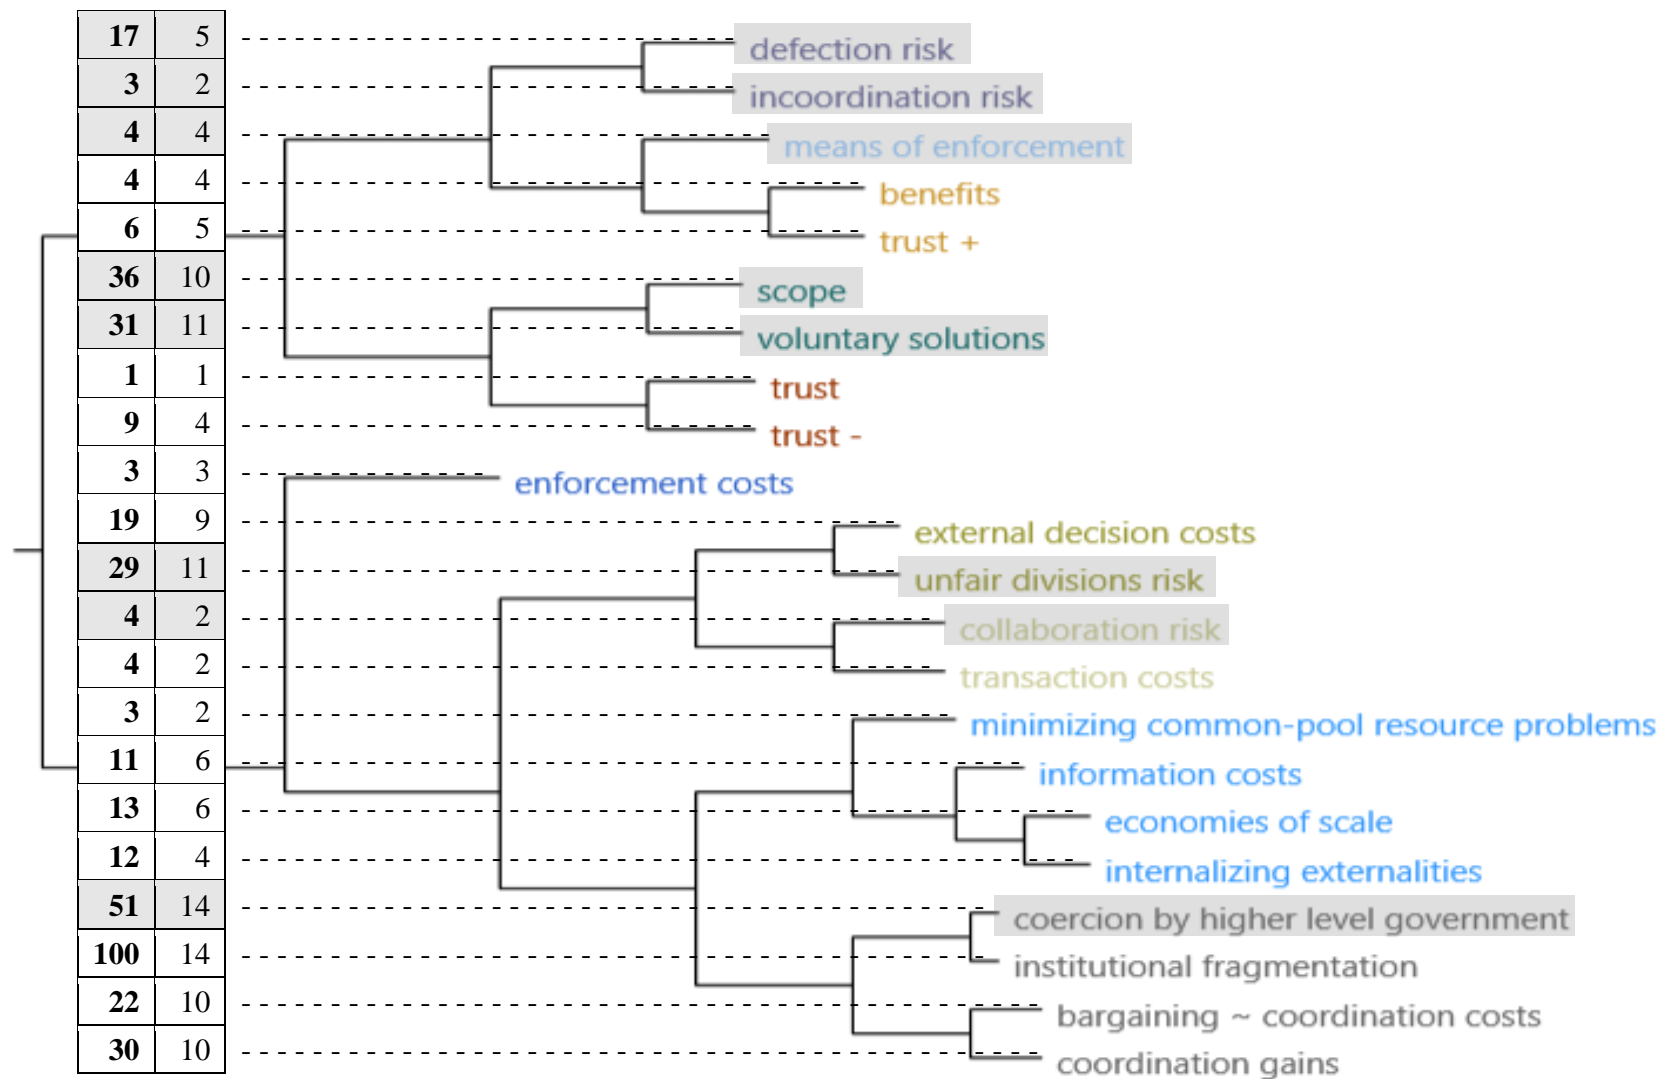 17 5 defection risk
3 2 incoordination risk
4 4 means of enforcement
4 4 benefits
6 5 trust +
36 10 scope
31 11 voluntary solutions
1 1 trust
9 4 trust -
3 3 enforcement costs
19 9 external decision costs
29 11 unfair divisions risk
4 2 collaboration risk
4 2 transaction costs
3 2 minimizing common-pool resource problems
11 6 information costs
13 6 economies of scale
12 4 internalizing externalities
51 14 coercion by higher level government
100 14 institutional fragmentation
22 10 bargaining ~ coordination costs
30 10 coordination gains